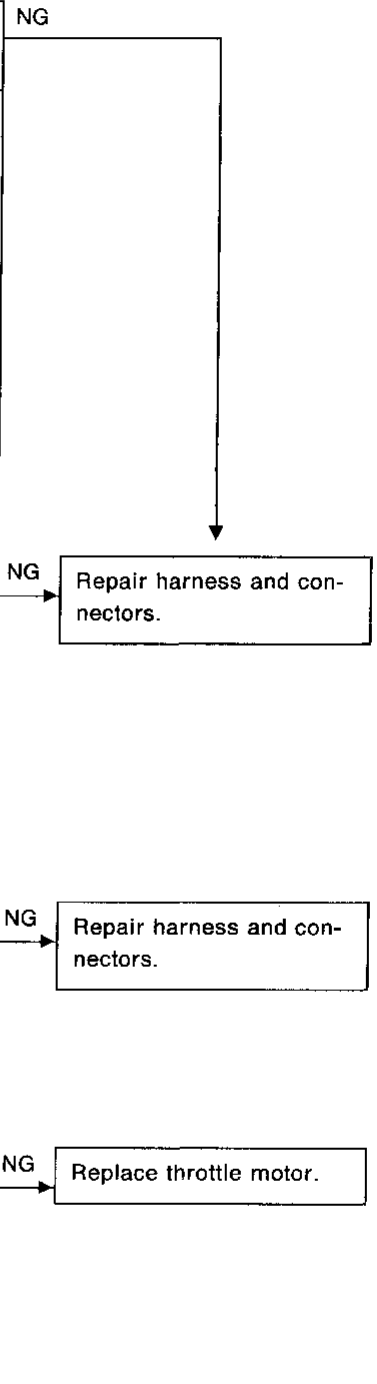 NG
NG
Repair harness and con-
nectors.
NG
Repair harness and con-
nectors.
NG
Replace throttle motor.